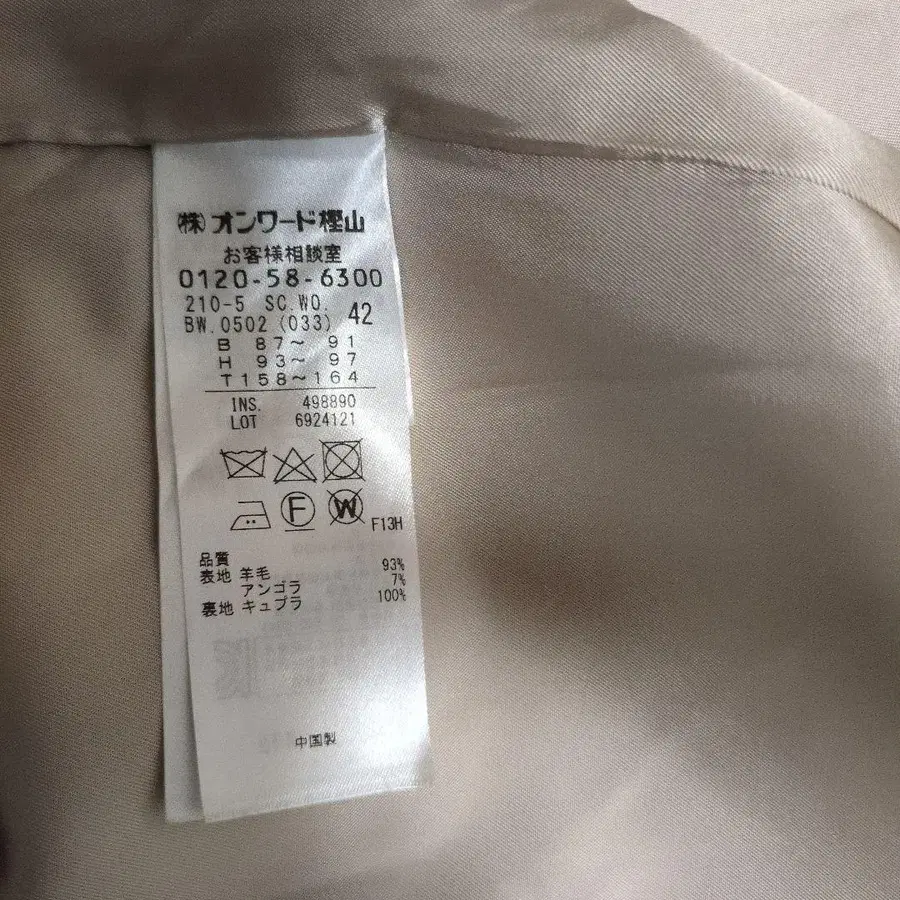 ㈱オンワード樫山
お客様相談室
0120-58-6300
210-5 SC.WO.
BW.0502 (033) 42
B 87～ 91
H 93～ 97
T158～164
INS. 498890
LOT 6924121
F
W
F13H
品質
表地 羊毛 93%
アンゴラ 7%
裏地 キュプラ 100%
中国製